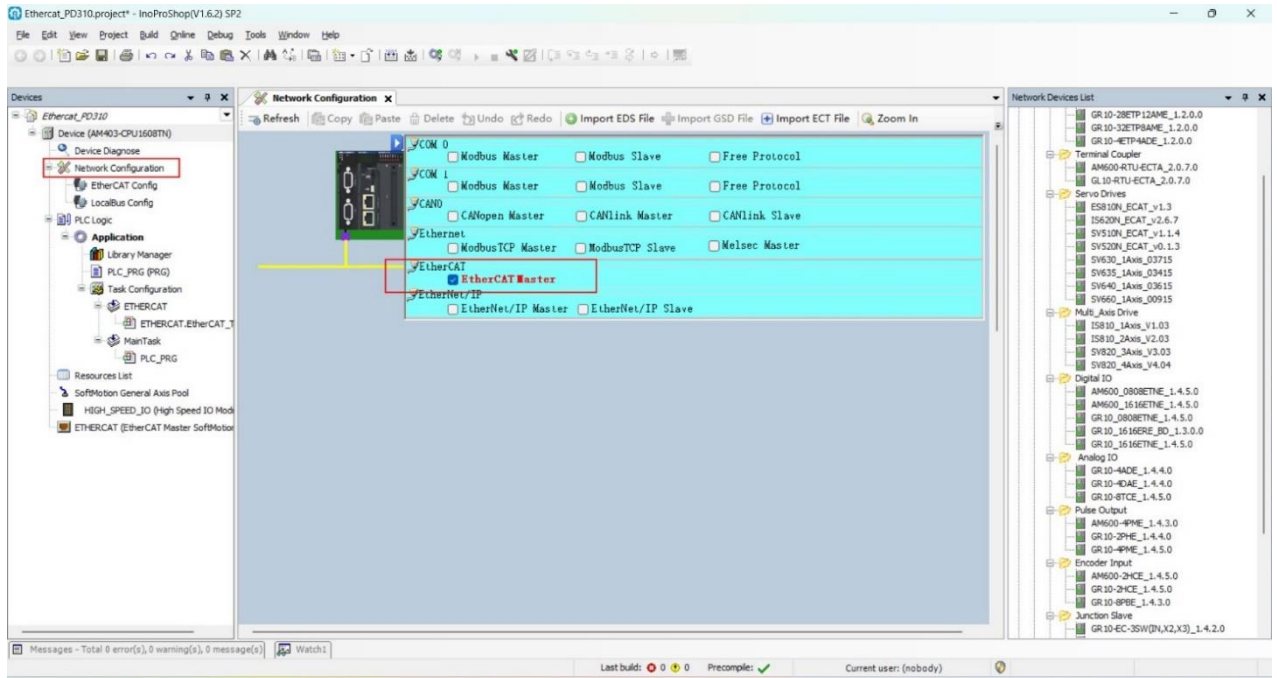 Ethercat_PD310.project* - InoProShop(V1.6.2) SP2
File Edit View Project Build Online Debug Tools Window Help
Devices
Ethercat_PD310
Device (AM403-CPU1608TN)
Device Diagnose
Network Configuration
EtherCAT Config
LocalBus Config
PLC Logic
Application
Library Manager
PLC_PRG (PRG)
Task Configuration
ETHERCAT
ETHERCAT.EtherCAT_T
MainTask
PLC_PRG
Resources List
SoftMotion General Axis Pool
HIGH_SPEED_IO (High Speed IO Mod
ETHERCAT (EtherCAT Master SoftMotion
Network Configuration
Refresh Copy Paste Delete Undo Redo Import EDS File Import GSD File Import ECT File Zoom In
COM 0
Modbus Master Modbus Slave Free Protocol
COM 1
Modbus Master Modbus Slave Free Protocol
CAN0
CANopen Master CANlink Master CANlink Slave
Ethernet
ModbusTCP Master ModbusTCP Slave Melsec Master
EtherCAT
EtherCAT Master
EtherNet/IP
EtherNet/IP Master EtherNet/IP Slave
Network Devices List
GR10-28ETP12AME_1.2.0.0
GR10-32ETP8AME_1.2.0.0
GR10-4ETP4ADE_1.2.0.0
Terminal Coupler
AM600-RTU-ECTA_2.0.7.0
GL10-RTU-ECTA_2.0.7.0
Servo Drives
ES810N_ECAT_v1.3
IS620N_ECAT_v2.6.7
SV510N_ECAT_v1.1.4
SV520N_ECAT_v0.1.3
SV630_1Axis_03715
SV635_1Axis_03415
SV640_1Axis_03615
SV660_1Axis_00915
Multi_Axis Drive
IS810_1Axis_V1.03
IS810_2Axis_V2.03
SV820_3Axis_V3.03
SV820_4Axis_V4.04
Digital IO
AM600_0808ETNE_1.4.5.0
AM600_1616ETNE_1.4.5.0
GR10_0808ETNE_1.4.5.0
GR10_1616ERE_BD_1.3.0.0
GR10_1616ETNE_1.4.5.0
Analog IO
GR10-4ADE_1.4.4.0
GR10-4DAE_1.4.4.0
GR10-8TCE_1.4.5.0
Pulse Output
AM600-4PME_1.4.3.0
GR10-2PHE_1.4.4.0
GR10-4PME_1.4.5.0
Encoder Input
AM600-2HCE_1.4.5.0
GR10-2HCE_1.4.5.0
GR10-8PBE_1.4.3.0
Junction Slave
GR10-EC-3SW(IN,X2,X3)_1.4.2.0
Messages - Total 0 error(s), 0 warning(s), 0 message(s) Watch1
Last build: 0 0 Precompile: Current user: (nobody)